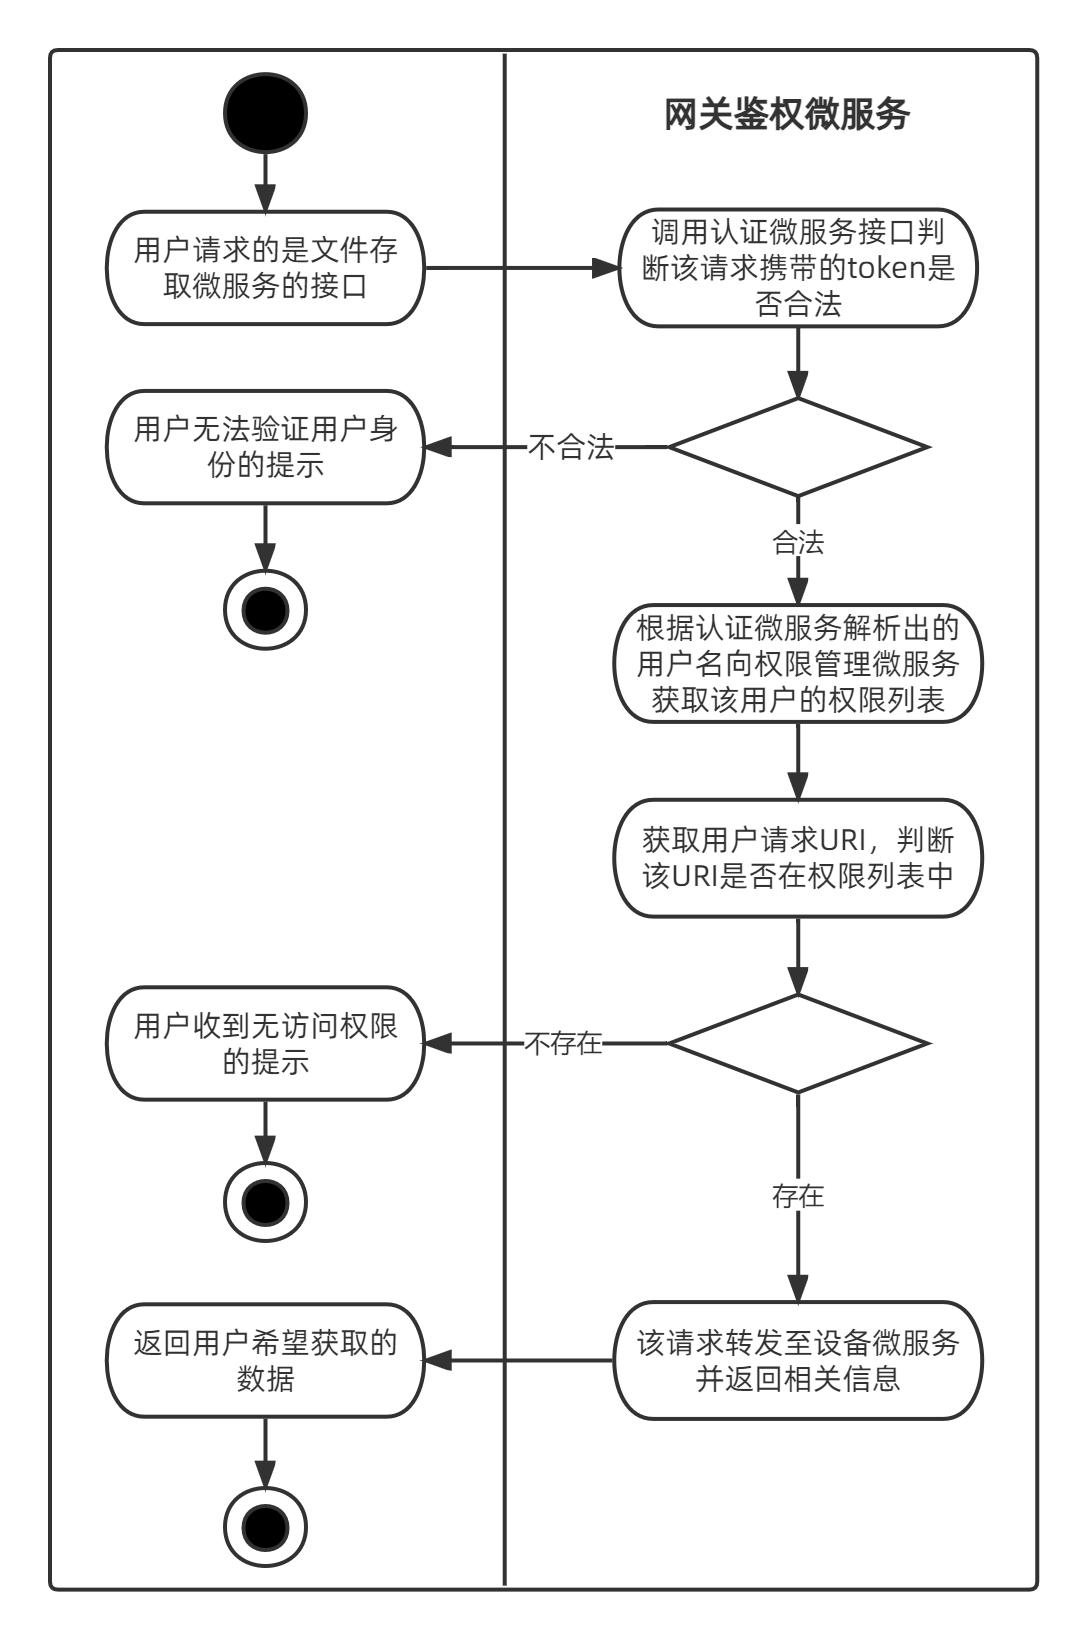 网关鉴权微服务
用户请求的是文件存
取微服务的接口
调用认证微服务接口判
断该请求携带的token是
否合法
用户无法验证用户身
份的提示
不合法
合法
根据认证微服务解析出的
用户名向权限管理微服务
获取该用户的权限列表
获取用户请求URI，判断
该URI是否在权限列表中
用户收到无访问权限
的提示
不存在
存在
返回用户希望获取的
数据
该请求转发至设备微服务
并返回相关信息